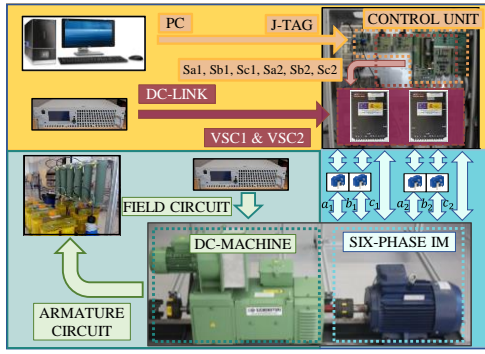 PC
J-TAG
CONTROL UNIT
Sa1, Sb1, Sc1, Sa2, Sb2, Sc2
DC-LINK
VSC1 & VSC2
a1 b1 c1 a2 b2 c2
FIELD CIRCUIT
DC-MACHINE
SIX-PHASE IM
ARMATURE
CIRCUIT